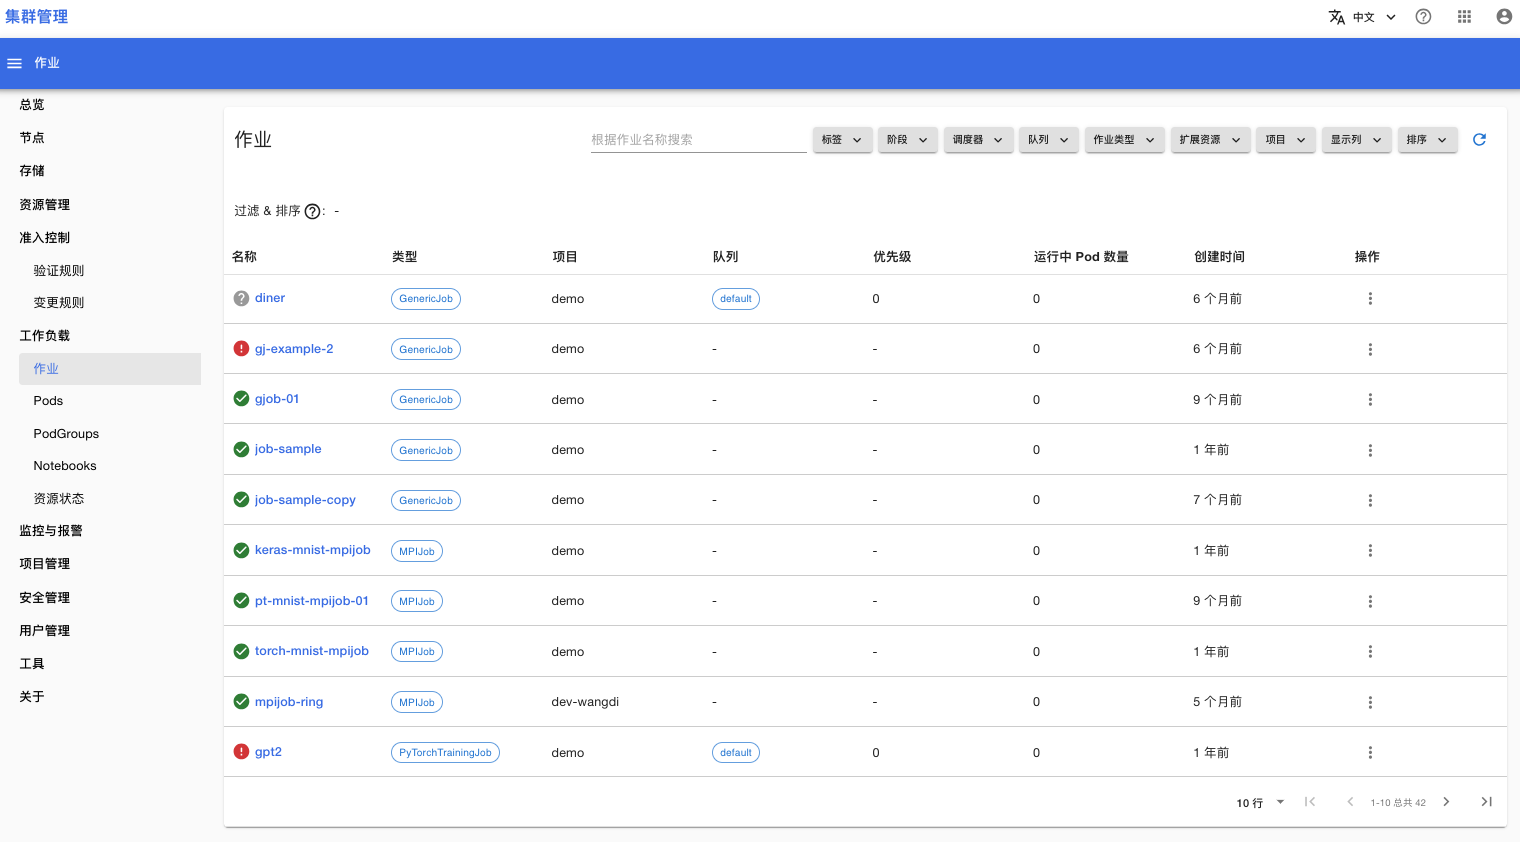 集群管理
中文
作业
总览
节点
存储
资源管理
准入控制
验证规则
变更规则
工作负载
作业
Pods
PodGroups
Notebooks
资源状态
监控与报警
项目管理
安全管理
用户管理
工具
关于
作业
根据作业名称搜索 标签 阶段 调度器 队列 作业类型 扩展资源 项目 显示列 排序
过滤 & 排序 : -
名称 类型 项目 队列 优先级 运行中 Pod 数量 创建时间 操作
diner GenericJob demo default 0 0 6 个月前
gj-example-2 GenericJob demo - - 0 6 个月前
gjob-01 GenericJob demo - - 0 9 个月前
job-sample GenericJob demo - - 0 1 年前
job-sample-copy GenericJob demo - - 0 7 个月前
keras-mnist-mpijob MPIJob demo - - 0 1 年前
pt-mnist-mpijob-01 MPIJob demo - - 0 9 个月前
torch-mnist-mpijob MPIJob demo - - 0 1 年前
mpijob-ring MPIJob dev-wangdi - - 0 5 个月前
gpt2 PyTorchTrainingJob demo default 0 0 1 年前
10 行 1-10 总共 42